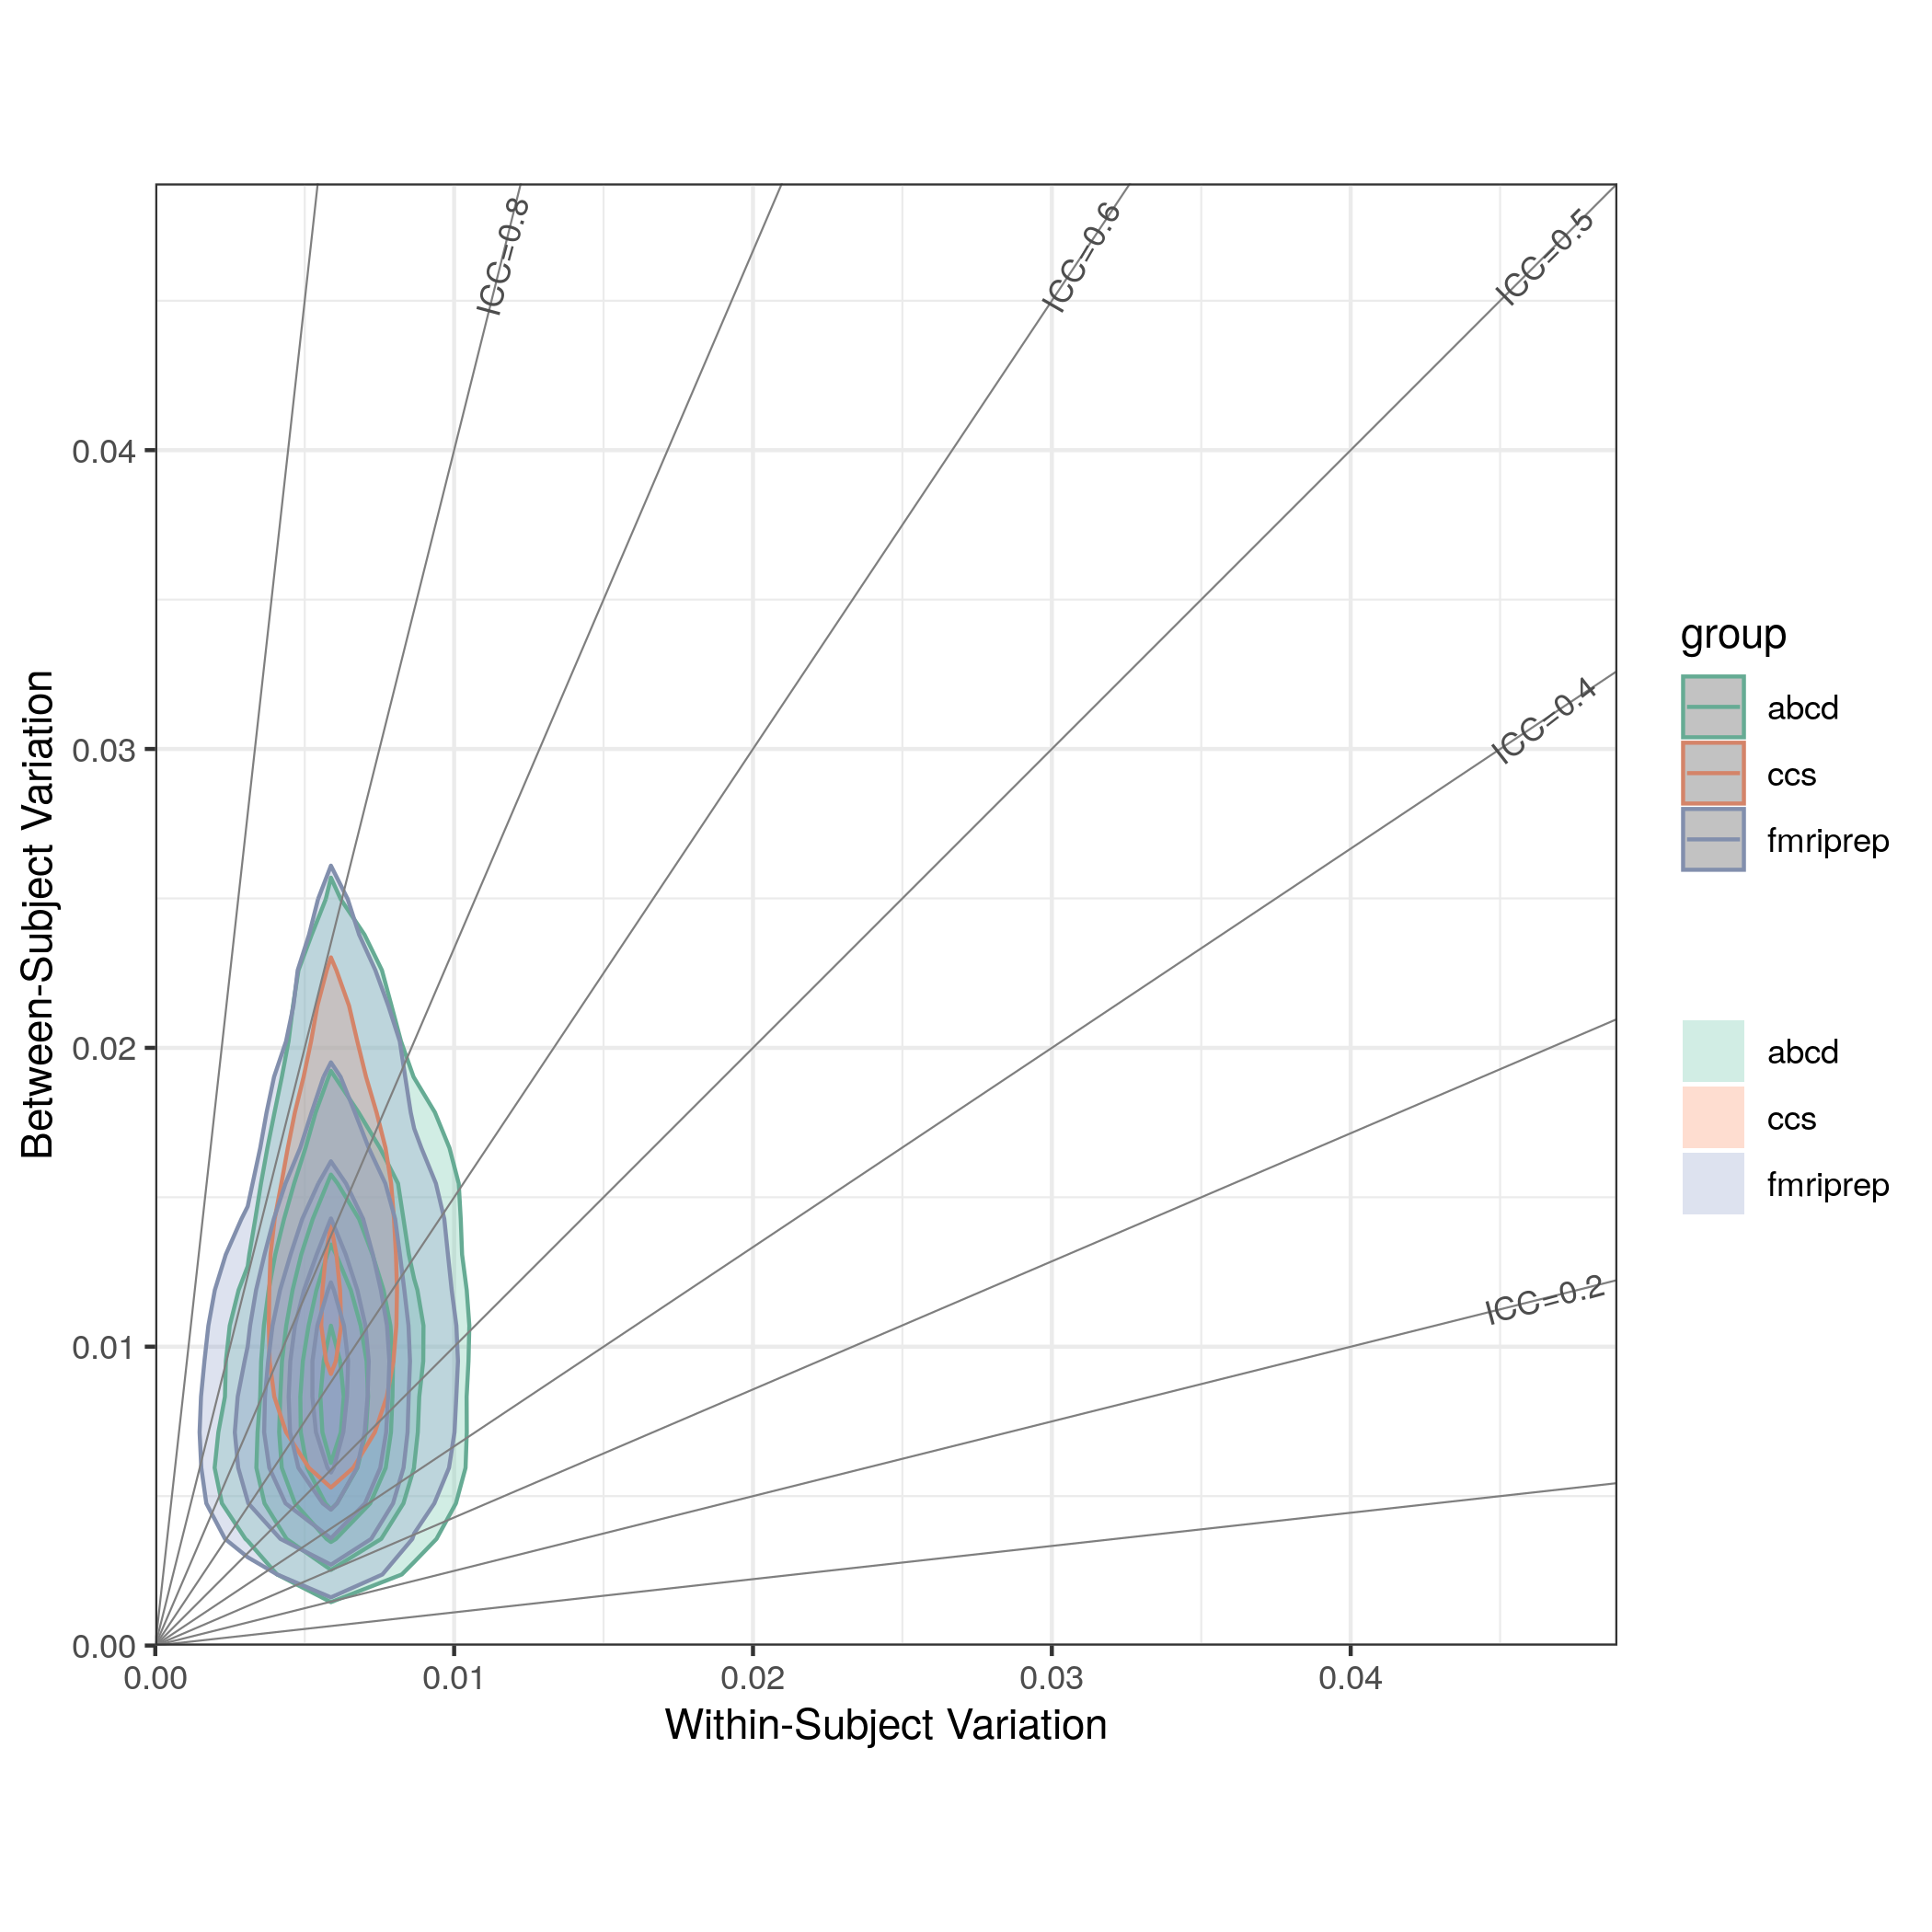 ICC=0.8
ICC=0.6
ICC=0.5
ICC=0.4
ICC=0.2
0.04
0.03
0.02
0.01
0.00
0.00 0.01 0.02 0.03 0.04
Within-Subject Variation
Between-Subject Variation
group
abcd
ccs
fmriprep
abcd
ccs
fmriprep